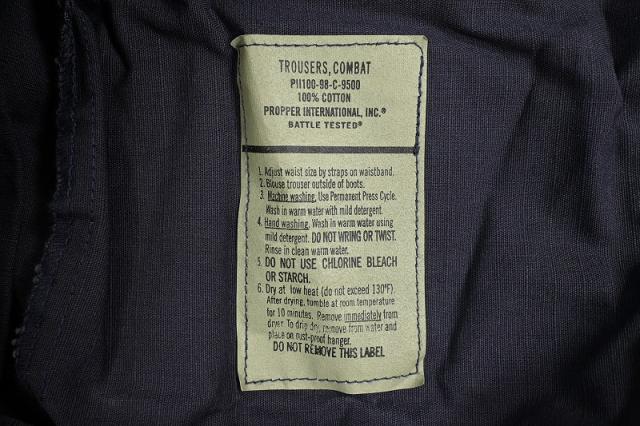 TROUSERS, COMBAT
P11100-98-C-9500
100% COTTON
PROPPER INTERNATIONAL, INC.®
BATTLE TESTED®
1. Adjust waist size by straps on waistband.
2. Blouse trouser outside of boots.
3. Machine washing. Use Permanent Press Cycle.
Wash in warm water with mild detergent.
4. Hand washing. Wash in warm water using
mild detergent. DO NOT WRING OR TWIST.
Rinse in clean warm water.
5. DO NOT USE CHLORINE BLEACH
OR STARCH.
6. Dry at low heat (do not exceed 130°F).
After drying, tumble at room temperature
for 10 minutes. Remove immediately from
dryer. To drip dry, remove from water and
place on rust-proof hanger.
DO NOT REMOVE THIS LABEL